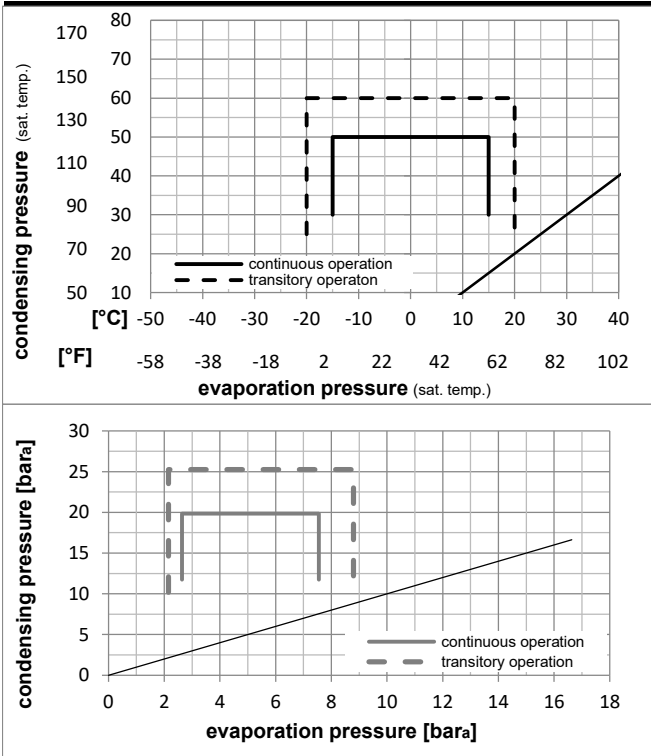 condensing pressure (sat. temp.)
170 80
150 70
130 60
110 50
90 40
70 30
50 20
10
continuous operation
transitory operaton
[°C] -50 -40 -30 -20 -10 0 10 20 30 40
[°F] -58 -38 -18 2 22 42 62 82 102
evaporation pressure (sat. temp.)
condensing pressure [bara]
30
25
20
15
10
5
0
continuous operation
transitory operation
0 2 4 6 8 10 12 14 16 18
evaporation pressure [bara]